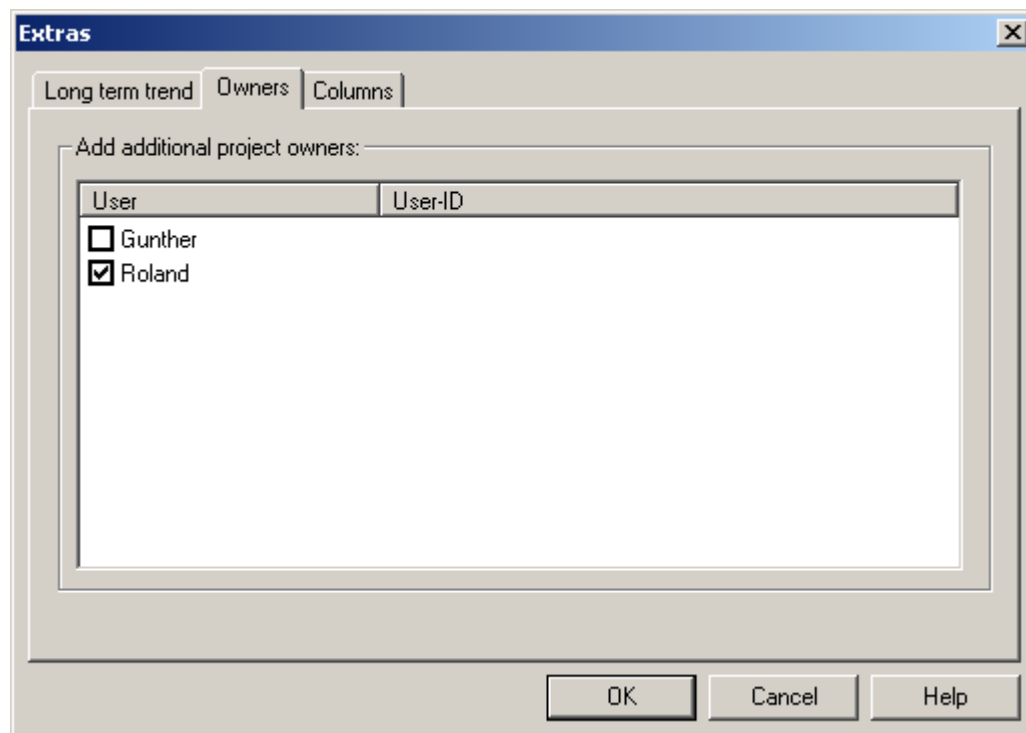 Extras
Long term trend Owners Columns
Add additional project owners:
User User-ID
Gunther
Roland
OK Cancel Help